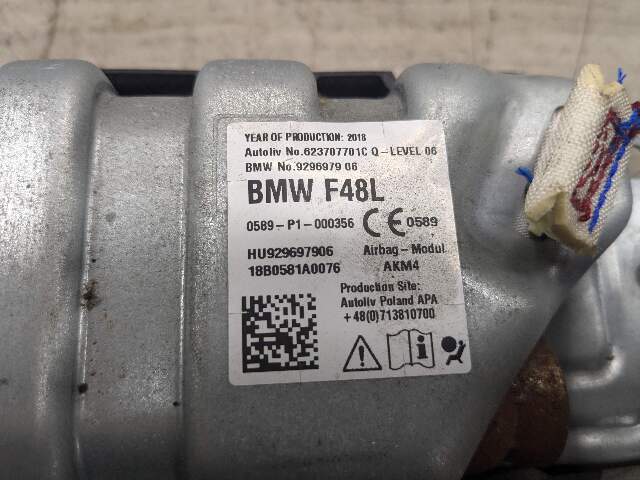 YEAR OF PRODUCTION: 2018
Autoliv No.623707701C Q-LEVEL 06
BMW No.9296979 06
BMW F48L
0589-P1-000356 CE 0589
HU929697906 Airbag-Modul
18B0581A0076 AKM4
Production Site:
Autoliv Poland APA
+48(0)713810700